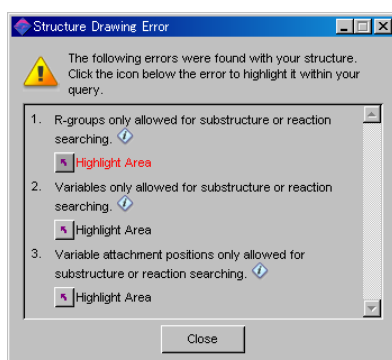 Structure Drawing Error
The following errors were found with your structure.
Click the icon below the error to highlight it within your
query.
1. R-groups only allowed for substructure or reaction
searching.
Highlight Area
2. Variables only allowed for substructure or reaction
searching.
Highlight Area
3. Variable attachment positions only allowed for
substructure or reaction searching.
Highlight Area
Close